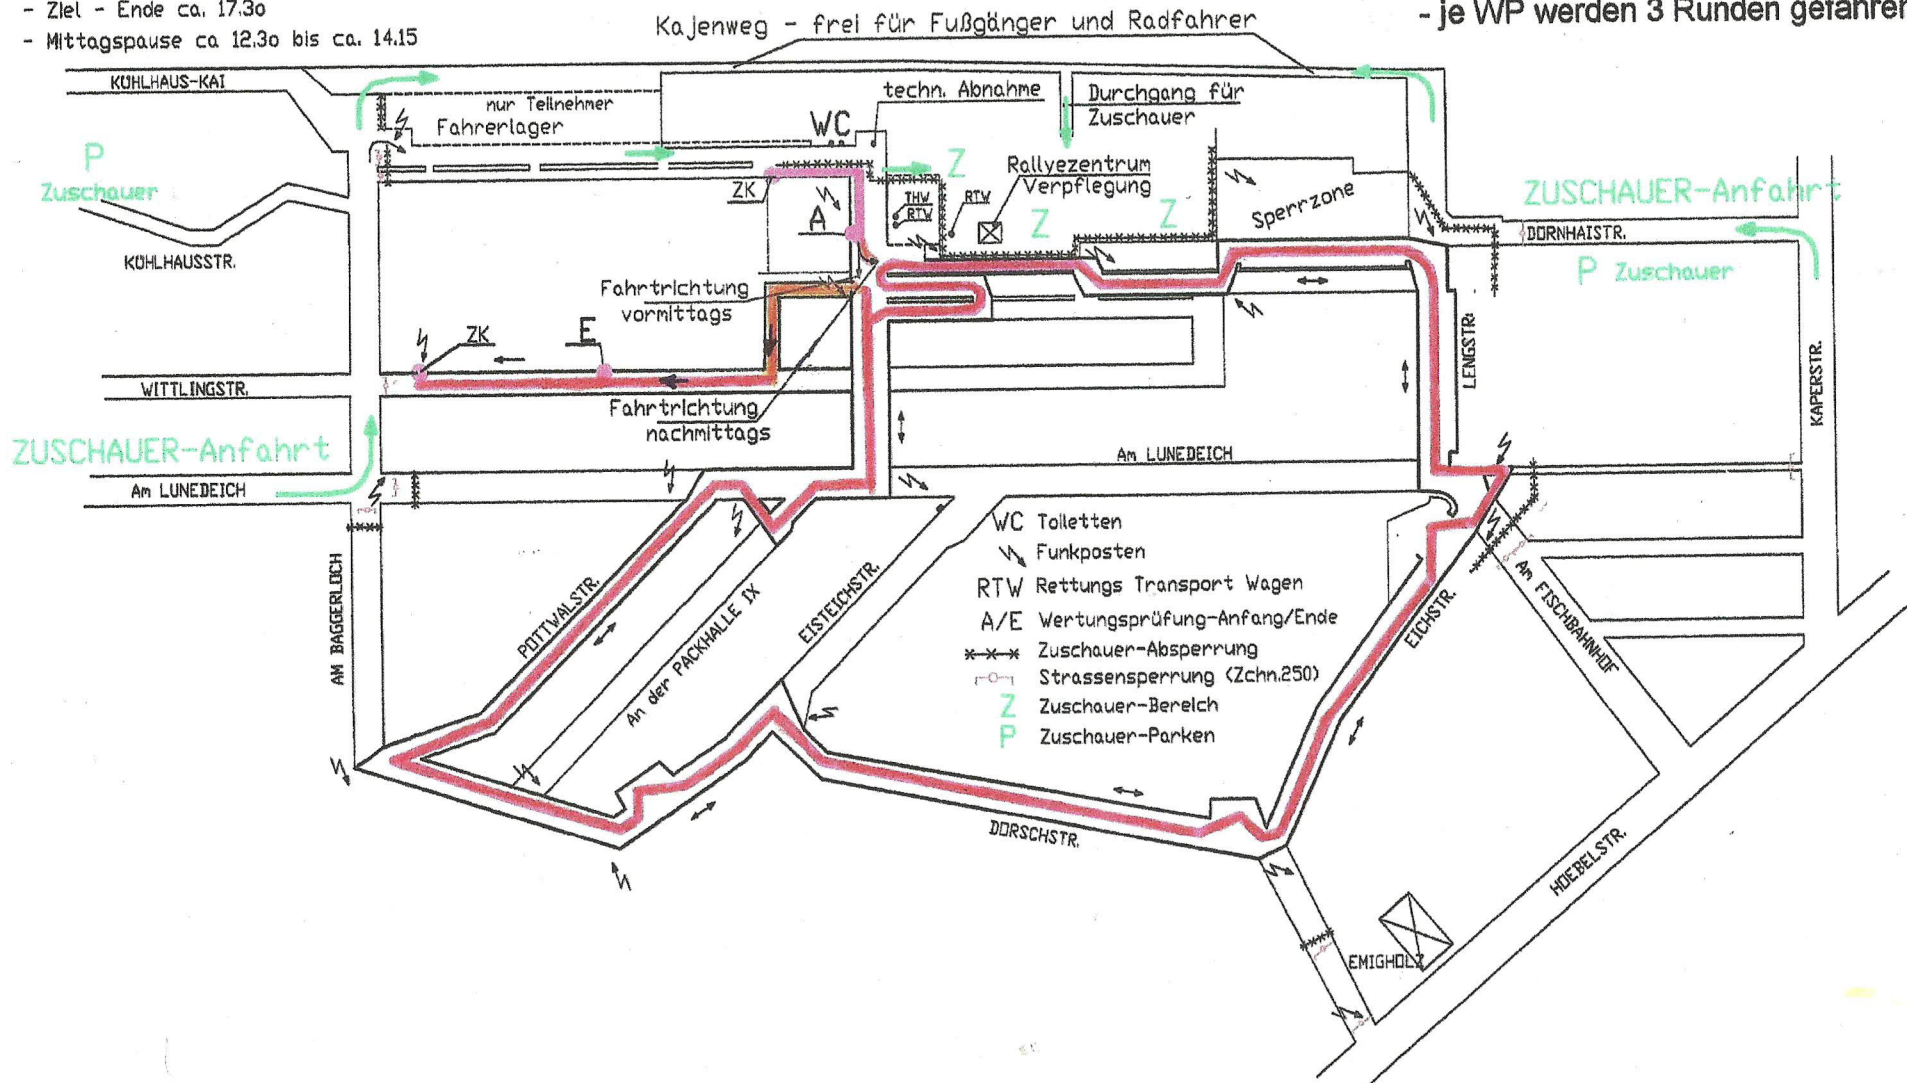 - Ziel - Ende ca. 17.3o
- Mittagspause ca 12.3o bis ca. 14.15
Kajenweg - frei für Fußgänger und Radfahrer
- je WP werden 3 Runden gefahren
KÜHLHAUS-KAI
nur Teilnehmer
Fahrerlager
WC
techn. Abnahme
Durchgang für
Zuschauer
P
Zuschauer
ZK
A
Z
THW
RTW
RTW
Rallyezentrum
Verpflegung
Z
Z
Sperrzone
ZUSCHAUER-Anfahrt
DORNHAISTR.
P Zuschauer
KÜHLHAUSSTR.
Fahrtrichtung
vormittags
ZK
E
WITTLINGSTR.
LENGSTR.
KAPERSTR.
Fahrtrichtung
nachmittags
ZUSCHAUER-Anfahrt
Am LUNEDEICH
Am LUNEDEICH
AM BAGGERLOCH
POTTWALSTR.
An der PACKHALLE IX
EISTEICHSTR.
WC Toiletten
Funkposten
RTW Rettungs Transport Wagen
A/E Wertungsprüfung-Anfang/Ende
Zuschauer-Absperrung
Strassensperrung (Zchn.250)
Z Zuschauer-Bereich
P Zuschauer-Parken
EICHSTR.
Am FISCHBAHNHOF
DORSCHSTR.
HOEBELSTR.
EMIGHOLZ